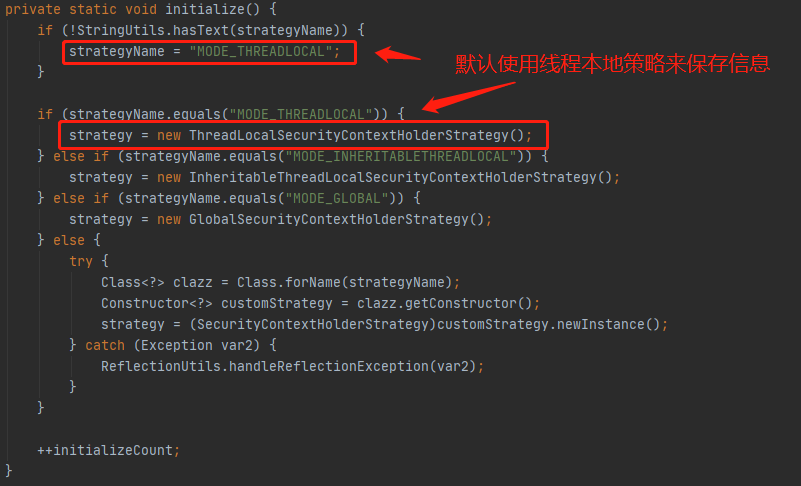 private static void initialize() {
    if (!StringUtils.hasText(strategyName)) {
        strategyName = "MODE_THREADLOCAL";
    }
默认使用线程本地策略来保存信息
    if (strategyName.equals("MODE_THREADLOCAL")) {
        strategy = new ThreadLocalSecurityContextHolderStrategy();
    } else if (strategyName.equals("MODE_INHERITABLETHREADLOCAL")) {
        strategy = new InheritableThreadLocalSecurityContextHolderStrategy();
    } else if (strategyName.equals("MODE_GLOBAL")) {
        strategy = new GlobalSecurityContextHolderStrategy();
    } else {
        try {
            Class<?> clazz = Class.forName(strategyName);
            Constructor<?> customStrategy = clazz.getConstructor();
            strategy = (SecurityContextHolderStrategy)customStrategy.newInstance();
        } catch (Exception var2) {
            ReflectionUtils.handleReflectionException(var2);
        }
    }
    ++initializeCount;
}